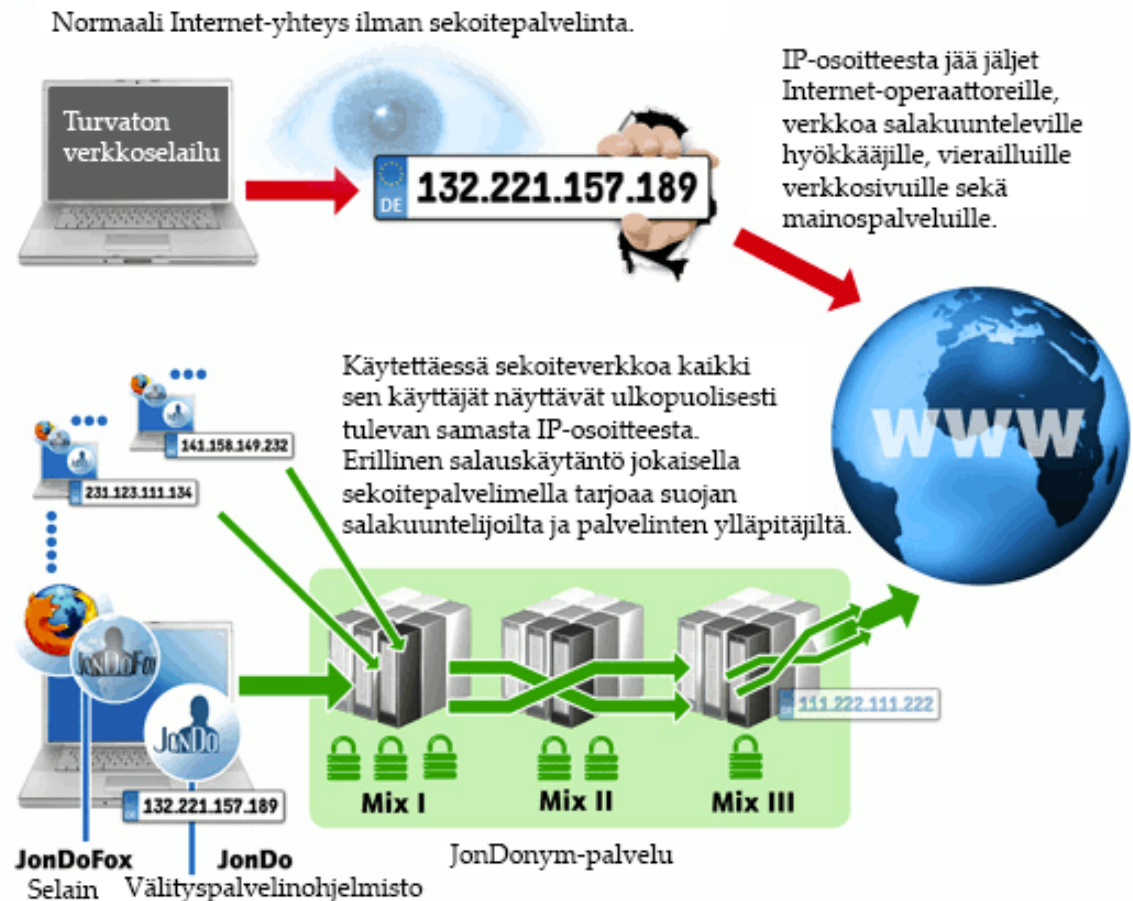 Normaali Internet-yhteys ilman sekoitepalvelinta.
Turvaton
verkkoselailu
DE
132.221.157.189
IP-osoitteesta jää jäljet
Internet-operaattoreille,
verkkoa salakuunteleville
hyökkääjille, vierailluille
verkkosivuille sekä
mainospalveluille.
WWW
Käytettäessä sekoiteverkkoa kaikki
sen käyttäjät näyttävät ulkopuolisesti
tulevan samasta IP-osoitteesta.
Erillinen salauskäytäntö jokaisella
sekoitepalvelimella tarjoaa suojan
salakuuntelijoilta ja palvelinten ylläpitäjiltä.
141.158.149.232
231.123.111.134
JonDoFox
JonDo
DE
132.221.157.189
111.222.111.222
Mix I
Mix II
Mix III
JonDonym-palvelu
JonDoFox
JonDo
Selain
Välityspalvelinohjelmisto